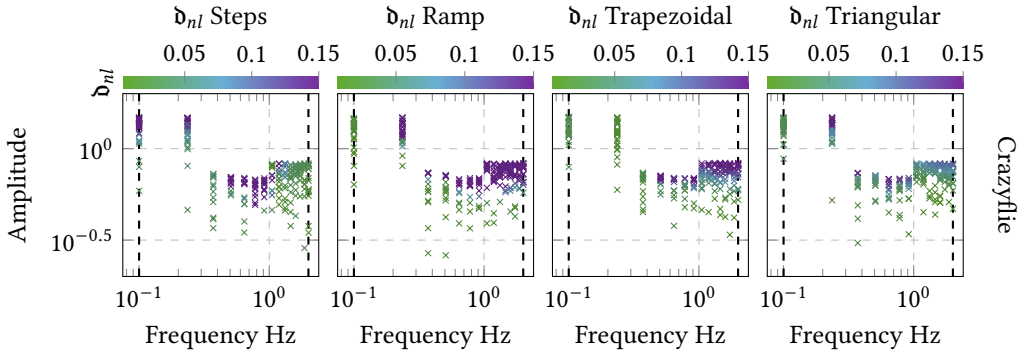 𝔡nl Steps 𝔡nl Ramp 𝔡nl Trapezoidal 𝔡nl Triangular
0.05 0.1 0.15 0.05 0.1 0.15 0.05 0.1 0.15 0.05 0.1 0.15
𝔡nl
10^0
10^−0.5
Amplitude
Crazyflie
10^−1 10^0 10^−1 10^0 10^−1 10^0 10^−1 10^0
Frequency Hz Frequency Hz Frequency Hz Frequency Hz